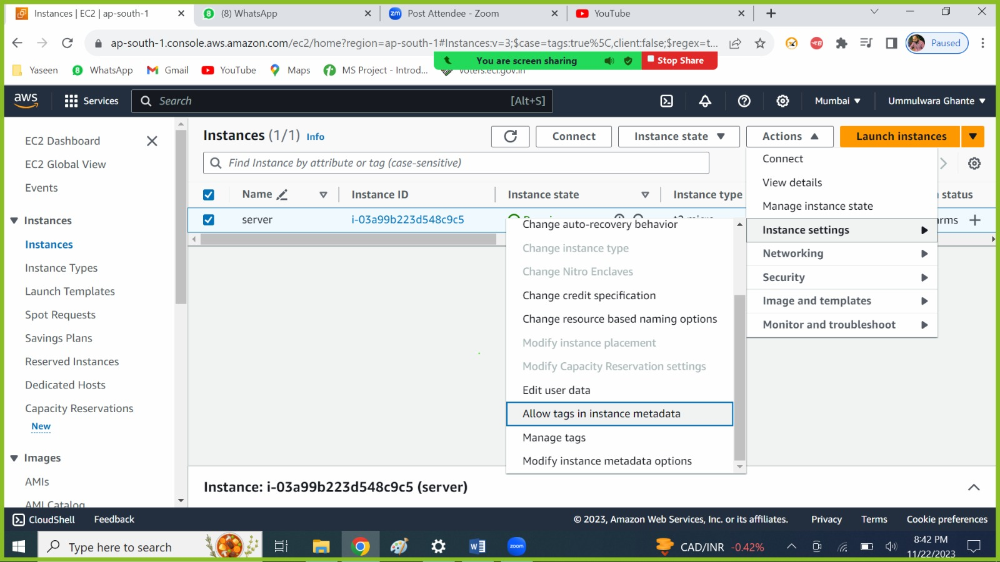 Instances | EC2 | ap-south-1
(8) WhatsApp
zm Post Attendee - Zoom
YouTube
ap-south-1.console.aws.amazon.com/ec2/home?region=ap-south-1#Instances:v=3;$case=tags:true%5C,client:false;$regex=t...
Paused
You are screen sharing
Stop Share
Yaseen
WhatsApp
Gmail
YouTube
Maps
MS Project - Introd...
voters.eci.gov.in
aws
Services
Search
[Alt+S]
Mumbai
Ummulwara Ghante
EC2 Dashboard
EC2 Global View
Events
Instances
Instances
Instance Types
Launch Templates
Spot Requests
Savings Plans
Reserved Instances
Dedicated Hosts
Capacity Reservations
New
Images
AMIs
AMI Catalog
Instances (1/1) Info
Connect
Instance state
Actions
Launch instances
Find Instance by attribute or tag (case-sensitive)
Name
Instance ID
Instance state
Instance type
status
server
i-03a99b223d548c9c5
arms
Connect
View details
Manage instance state
Instance settings
Networking
Security
Image and templates
Monitor and troubleshoot
Change auto-recovery behavior
Change instance type
Change Nitro Enclaves
Change credit specification
Change resource based naming options
Modify instance placement
Modify Capacity Reservation settings
Edit user data
Allow tags in instance metadata
Manage tags
Modify instance metadata options
Instance: i-03a99b223d548c9c5 (server)
CloudShell
Feedback
© 2023, Amazon Web Services, Inc. or its affiliates.
Privacy
Terms
Cookie preferences
Type here to search
zoom
CAD/INR -0.42%
8:42 PM
11/22/2023